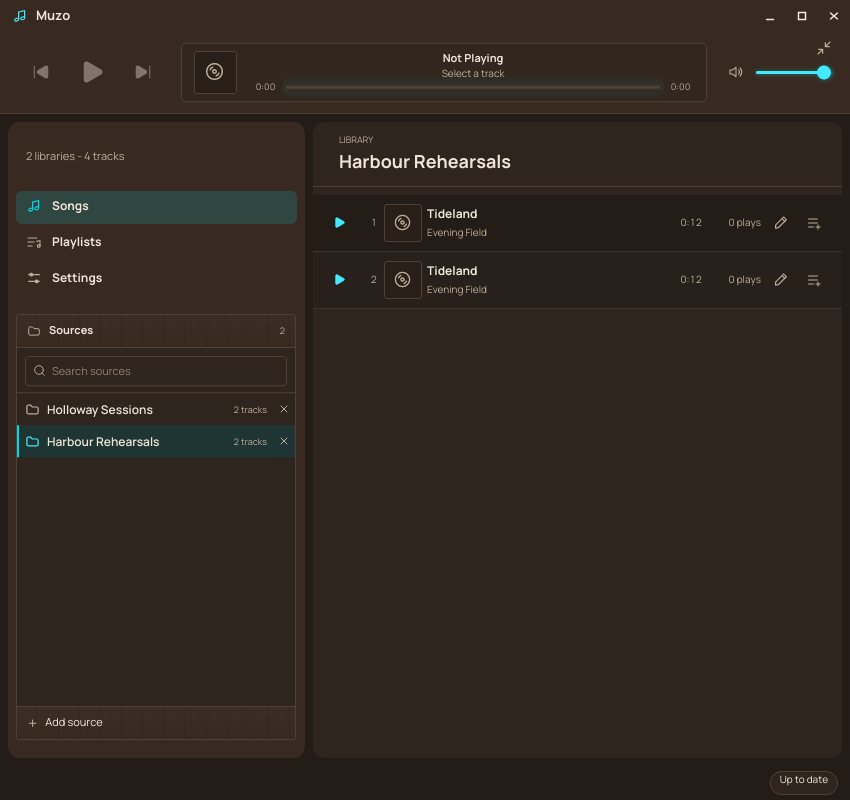 Muzo
Not Playing
Select a track
0:00
0:00
2 libraries - 4 tracks
Songs
Playlists
Settings
Sources
2
Search sources
Holloway Sessions
2 tracks
Harbour Rehearsals
2 tracks
Add source
LIBRARY
Harbour Rehearsals
1
Tideland
Evening Field
0:12
0 plays
2
Tideland
Evening Field
0:12
0 plays
Up to date